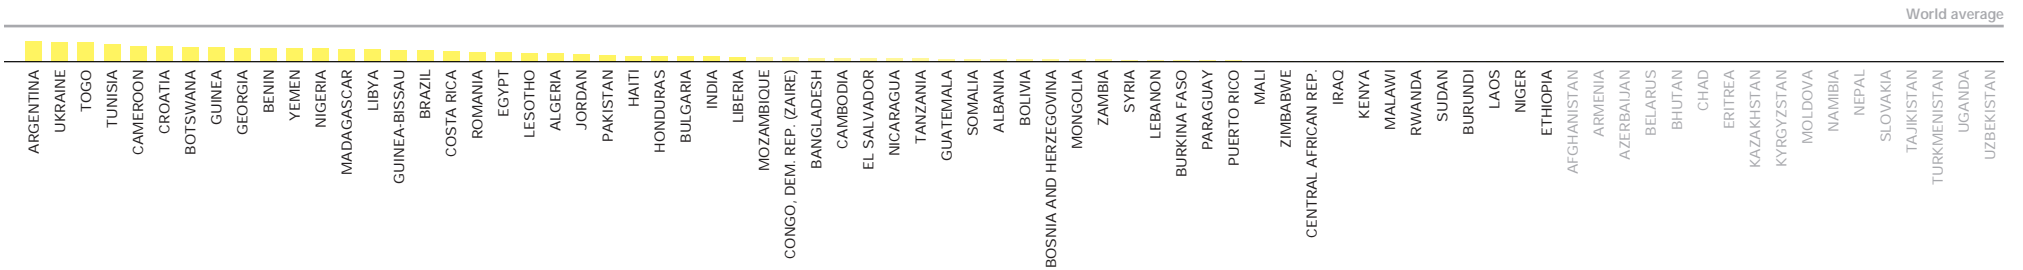 World average
ARGENTINA
UKRAINE
TOGO
TUNISIA
CAMEROON
CROATIA
BOTSWANA
GUINEA
GEORGIA
BENIN
YEMEN
NIGERIA
MADAGASCAR
LIBYA
GUINEA-BISSAU
BRAZIL
COSTA RICA
ROMANIA
EGYPT
LESOTHO
ALGERIA
JORDAN
PAKISTAN
HAITI
HONDURAS
BULGARIA
INDIA
LIBERIA
MOZAMBIQUE
CONGO, DEM. REP. (ZAIRE)
BANGLADESH
CAMBODIA
EL SALVADOR
NICARAGUA
TANZANIA
GUATEMALA
SOMALIA
ALBANIA
BOLIVIA
BOSNIA AND HERZEGOVINA
MONGOLIA
ZAMBIA
SYRIA
LEBANON
BURKINA FASO
PARAGUAY
PUERTO RICO
MALI
ZIMBABWE
CENTRAL AFRICAN REP.
IRAQ
KENYA
MALAWI
RWANDA
SUDAN
BURUNDI
LAOS
NIGER
ETHIOPIA
AFGHANISTAN
ARMENIA
AZERBAIJAN
BELARUS
BHUTAN
CHAD
ERITREA
KAZAKHSTAN
KYRGYZSTAN
MOLDOVA
NAMIBIA
NEPAL
SLOVAKIA
TAJIKISTAN
TURKMENISTAN
UGANDA
UZBEKISTAN